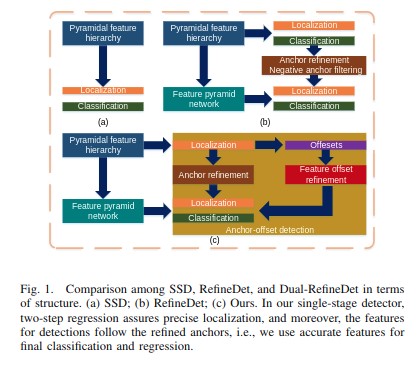 Pyramidal feature
hierarchy
Localization
Classification
(a)
Pyramidal feature
hierarchy
Localization
Classification
Anchor refinement
Negative anchor filtering
Feature pyramid
network
Localization
Classification
(b)
Pyramidal feature
hierarchy
Feature pyramid
network
Localization
Offesets
Anchor refinement
Feature offset
refinement
Localization
Classification
Anchor-offset detection
(c)
Fig. 1. Comparison among SSD, RefineDet, and Dual-RefineDet in terms
of structure. (a) SSD; (b) RefineDet; (c) Ours. In our single-stage detector,
two-step regression assures precise localization, and moreover, the features
for detections follow the refined anchors, i.e., we use accurate features for
final classification and regression.